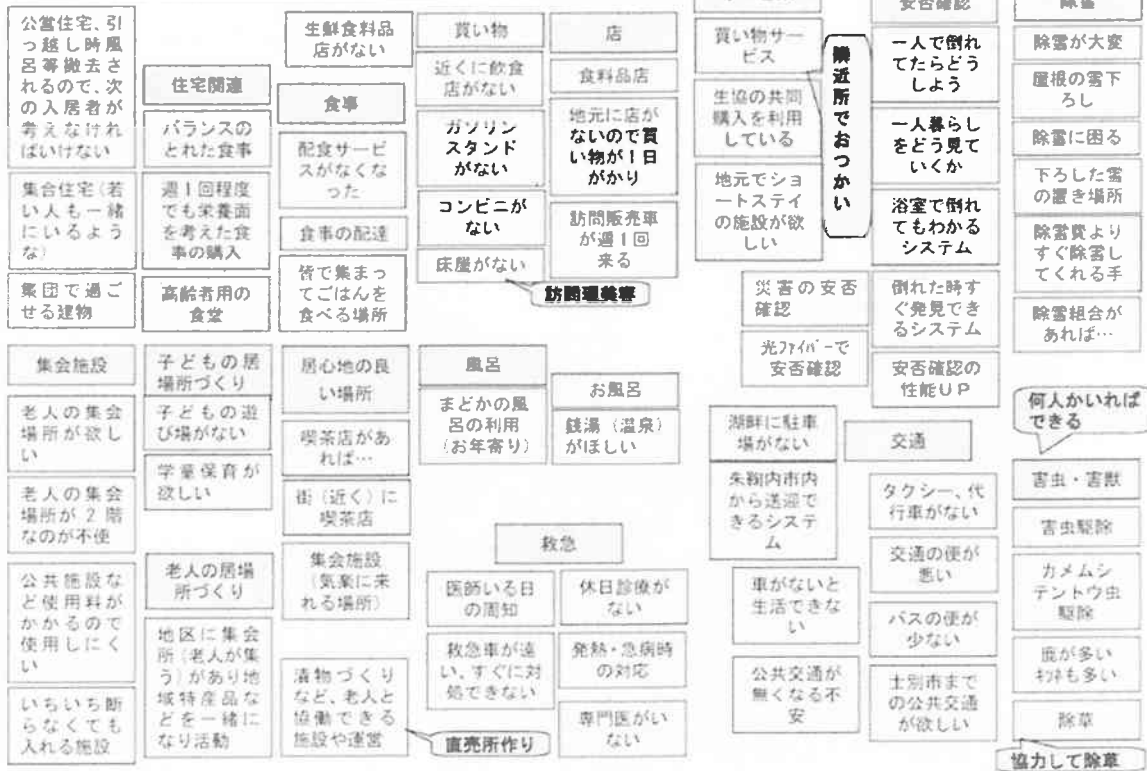 公営住宅、引
っ越し時風
呂等撤去さ
れるので、次
の入居者が
考えなけれ
ばいけない
集合住宅(若
い人も一緒
にいるよう
な)
集団で過ご
せる建物
住宅関連
バランスの
とれた食事
週1回程度
でも栄養面
を考えた食
事の購入
高齢者用の
食堂
生鮮食料品
店がない
食事
配食サービ
スがなくな
った
食事の配達
皆で集まっ
てごはんを
食べる場所
買い物
近くに飲食
店がない
ガソリン
スタンド
がない
コンビニが
ない
床屋がない
訪問理美容
店
食料品店
地元に店が
ないので買
い物が1日
がかり
訪問販売車
が週1回
来る
買い物サー
ビス
生協の共同
購入を利用
している
地元でショ
ートステイ
の施設が欲
しい
隣近所でおつかい
安否確認
一人で倒れ
てたらどう
しよう
一人暮らし
をどう見て
いくか
浴室で倒れ
てもわかる
システム
災害の安否
確認
倒れた時す
ぐ発見でき
るシステム
光ファイバーで
安否確認
安否確認の
性能UP
除雪
除雪が大変
屋根の雪下
ろし
除雪に困る
下ろした雪
の置き場所
除雪費より
すぐ除雪し
てくれる手
除雪組合が
あれば…
何人かいれば
できる
集会施設
老人の集会
場所が欲し
い
老人の集会
場所が2階
なのが不便
公共施設な
ど使用料が
かかるので
使用しにく
い
いちいち断
らなくても
入れる施設
子どもの居
場所づくり
子どもの遊
び場がない
学童保育が
欲しい
老人の居場
所づくり
地区に集会
所(老人が集
う)があり地
域特産品な
どを一緒に
なり活動
居心地の良
い場所
喫茶店があ
れば…
街(近く)に
喫茶店
集会施設
(気楽に来
れる場所)
漬物づくり
など、老人と
協働できる
施設や運営
直売所作り
風呂
まどかの風
呂の利用
(お年寄り)
お風呂
銭湯(温泉)
がほしい
救急
医師いる日
の周知
休日診療が
ない
救急車が遠
い、すぐに対
処できない
発熱・急病時
の対応
専門医がい
ない
湖畔に駐車
場がない
朱鞠内市内
から送迎で
きるシステ
ム
車がないと
生活できな
い
公共交通が
無くなる不
安
交通
タクシー、代
行車がない
交通の便が
悪い
バスの便が
少ない
士別市まで
の公共交通
が欲しい
害虫・害獣
害虫駆除
カメムシ
テントウ虫
駆除
鹿が多い
キツネも多い
除草
協力して除草